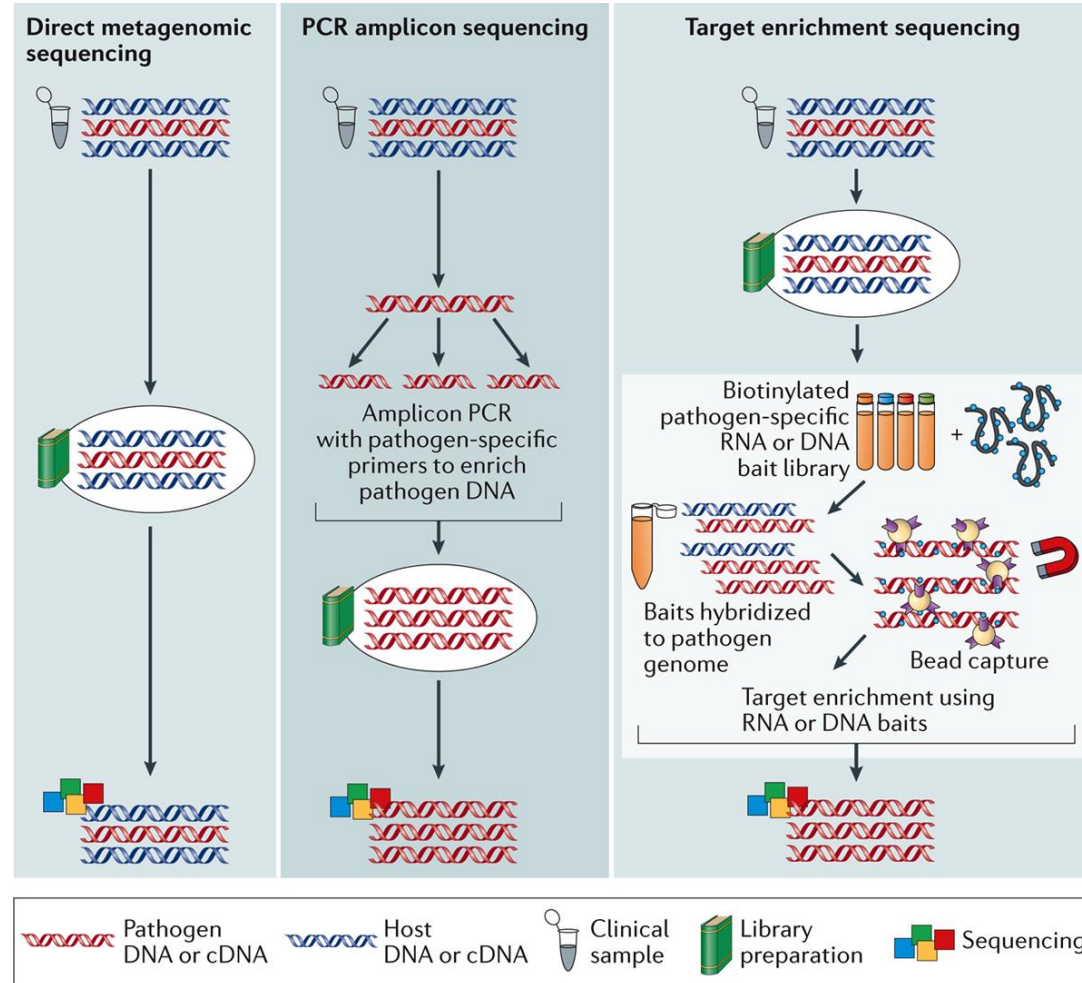 Direct metagenomic
sequencing
PCR amplicon sequencing
Target enrichment sequencing
Amplicon PCR
with pathogen-specific
primers to enrich
pathogen DNA
Biotinylated
pathogen-specific
RNA or DNA
bait library
+
Baits hybridized
to pathogen
genome
Bead capture
Target enrichment using
RNA or DNA baits
Pathogen
DNA or cDNA
Host
DNA or cDNA
Clinical
sample
Library
preparation
Sequencing